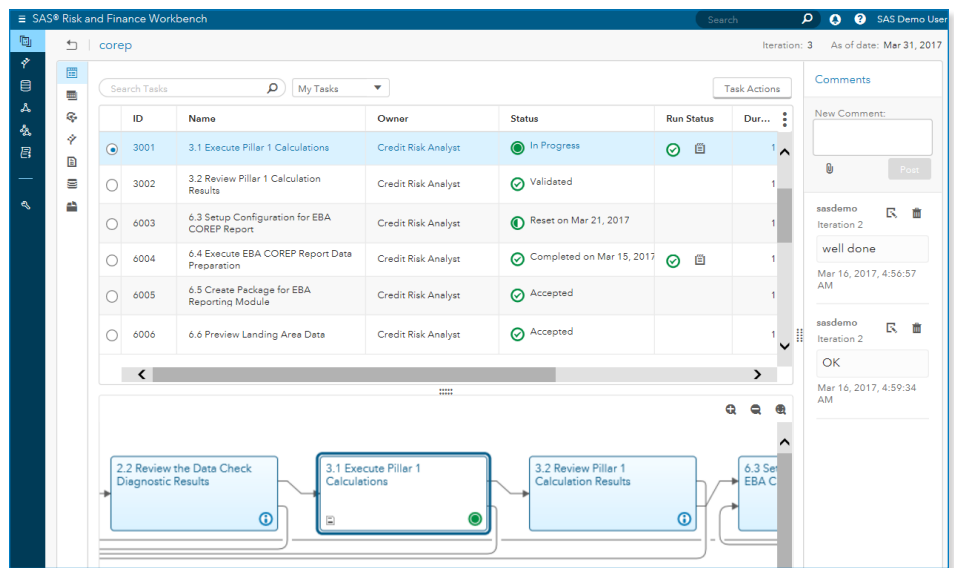 SAS® Risk and Finance Workbench
Search
SAS Demo User
corep
Iteration: 3 As of date: Mar 31, 2017
Search Tasks
My Tasks
Task Actions
ID Name Owner Status Run Status Dur...
3001 3.1 Execute Pillar 1 Calculations Credit Risk Analyst In Progress 1
3002 3.2 Review Pillar 1 Calculation
Results Credit Risk Analyst Validated 1
6003 6.3 Setup Configuration for EBA
COREP Report Credit Risk Analyst Reset on Mar 21, 2017 1
6004 6.4 Execute EBA COREP Report Data
Preparation Credit Risk Analyst Completed on Mar 15, 2017 1
6005 6.5 Create Package for EBA
Reporting Module Credit Risk Analyst Accepted 1
6006 6.6 Preview Landing Area Data Credit Risk Analyst Accepted 1
Comments
New Comment:
Post
sasdemo
Iteration 2
well done
Mar 16, 2017, 4:56:57
AM
sasdemo
Iteration 2
OK
Mar 16, 2017, 4:59:34
AM
2.2 Review the Data Check
Diagnostic Results
3.1 Execute Pillar 1
Calculations
3.2 Review Pillar 1
Calculation Results
6.3 Set
EBA C